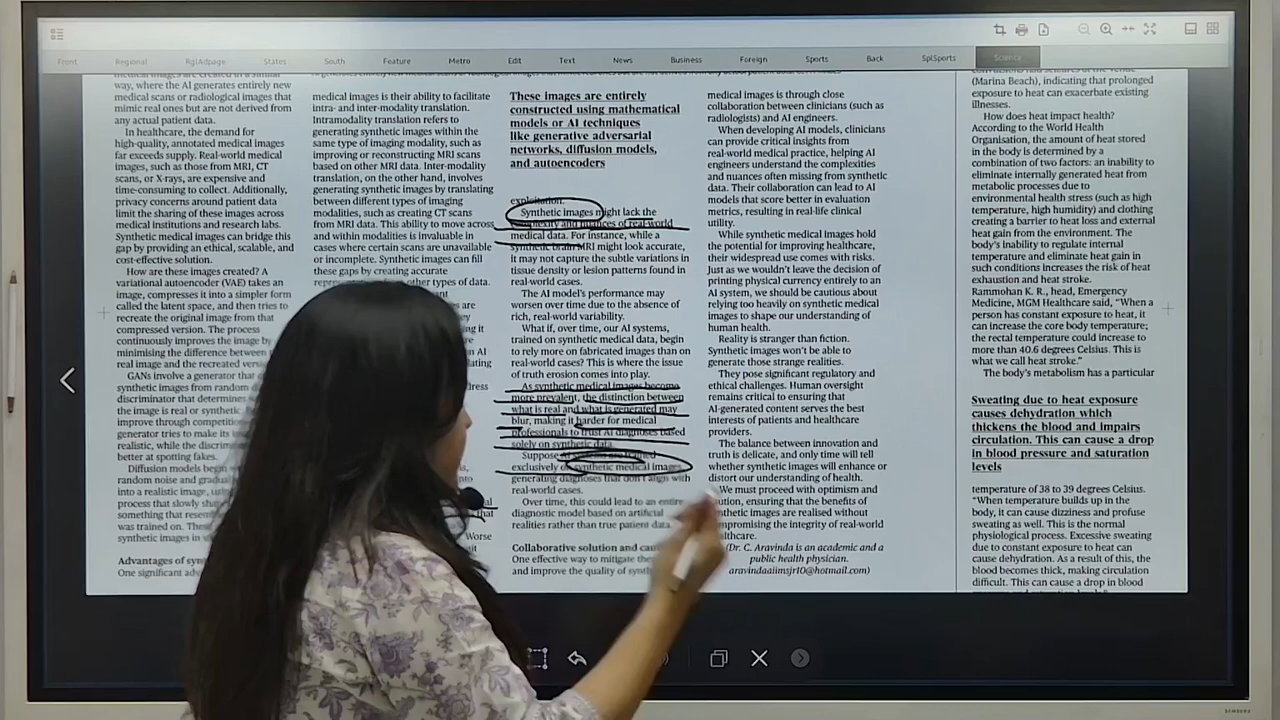 Front Regional RglAdpage States South Feature Metro Edit Text News Business Foreign Sports Back SplSports Science
way, where the AI generates entirely new
medical scans or radiological images that
mimic real ones but are not derived from
any actual patient data.
In healthcare, the demand for
high-quality, annotated medical images
far exceeds supply. Real-world medical
images, such as those from MRI, CT
scans, or X-rays, are expensive and
time-consuming to collect. Additionally,
privacy concerns around patient data
limit the sharing of these images across
medical institutions and research labs.
Synthetic medical images can bridge this
gap by providing an ethical, scalable, and
cost-effective solution.
How are these images created? A
variational autoencoder (VAE) takes an
image, compresses it into a simpler form
called the latent space, and then tries to
recreate the original image from that
compressed version. The process
continuously improves the image by
minimising the difference between
real image and the recreated
GANs involve a generator that
synthetic images from random
discriminator that determines
the image is real or synthetic
improve through
generator tries to make its
realistic, while the
better at spotting fakes.
Diffusion models
random noise and
into a realistic image,
process that slowly
something that
was trained on. These
synthetic images in
Advantages of
One significant
medical images is their ability to facilitate
intra- and inter-modality translation.
Intramodality translation refers to
generating synthetic images within the
same type of imaging modality, such as
improving or reconstructing MRI scans
based on other MRI data. Inter-modality
translation, on the other hand, involves
generating synthetic images by translating
between different types of imaging
modalities, such as creating CT scans
from MRI data. This ability to move across
and within modalities is invaluable in
cases where certain scans are unavailable
or incomplete. Synthetic images can fill
these gaps by creating accurate
other types of data.
are
it
AI
into
that
Worse
These images are entirely
constructed using mathematical
models or AI techniques
like generative adversarial
networks, diffusion models,
and autoencoders
exploitation.
Synthetic images might lack the
complexity and nuances of real-world
medical data. For instance, while a
synthetic brain MRI might look accurate,
it may not capture the subtle variations in
tissue density or lesion patterns found in
real-world cases.
The AI model's performance may
worsen over time due to the absence of
rich, real-world variability.
What if, over time, our AI systems,
trained on synthetic medical data, begin
to rely more on fabricated images than on
real-world cases? This is where the issue
of truth erosion comes into play.
As synthetic medical images become
more prevalent, the distinction between
what is real and what is generated may
blur, making it harder for medical
professionals to trust AI diagnoses based
solely on synthetic data.
Suppose AI systems are trained
exclusively on synthetic medical images,
generating diagnoses that don't align with
real-world cases.
Over time, this could lead to an entire
diagnostic model based on artificial
realities rather than true patient data.
Collaborative solution and
One effective way to mitigate
and improve the quality of
medical images is through close
collaboration between clinicians (such as
radiologists) and AI engineers.
When developing AI models, clinicians
can provide critical insights from
real-world medical practice, helping AI
engineers understand the complexities
and nuances often missing from synthetic
data. Their collaboration can lead to AI
models that score better in evaluation
metrics, resulting in real-life clinical
utility.
While synthetic medical images hold
the potential for improving healthcare,
their widespread use comes with risks.
Just as we wouldn't leave the decision of
printing physical currency entirely to an
AI system, we should be cautious about
relying too heavily on synthetic medical
images to shape our understanding of
human health.
Reality is stranger than fiction.
Synthetic images won't be able to
generate those strange realities.
They pose significant regulatory and
ethical challenges. Human oversight
remains critical to ensuring that
AI-generated content serves the best
interests of patients and healthcare
providers.
The balance between innovation and
truth is delicate, and only time will tell
whether synthetic images will enhance or
distort our understanding of health.
We must proceed with optimism and
ensuring that the benefits of
images are realised without
the integrity of real-world
(Dr. C. Aravinda is an academic and a
public health physician.
aravindaaiimsjr10@hotmail.com)
(Marina Beach), indicating that prolonged
exposure to heat can exacerbate existing
illnesses.
How does heat impact health?
According to the World Health
Organisation, the amount of heat stored
in the body is determined by a
combination of two factors: an inability to
eliminate internally generated heat from
metabolic processes due to
environmental health stress (such as high
temperature, high humidity) and clothing
creating a barrier to heat loss and external
heat gain from the environment. The
body's inability to regulate internal
temperature and eliminate heat gain in
such conditions increases the risk of heat
exhaustion and heat stroke.
Rammohan K. R., head, Emergency
Medicine, MGM Healthcare said, “When a
person has constant exposure to heat, it
can increase the core body temperature;
the rectal temperature could increase to
more than 40.6 degrees Celsius. This is
what we call heat stroke.”
The body's metabolism has a particular
Sweating due to heat exposure
causes dehydration which
thickens the blood and impairs
circulation. This can cause a drop
in blood pressure and saturation
levels
temperature of 38 to 39 degrees Celsius.
“When temperature builds up in the
body, it can cause dizziness and profuse
sweating as well. This is the normal
physiological process. Excessive sweating
due to constant exposure to heat can
cause dehydration. As a result of this, the
blood becomes thick, making circulation
difficult. This can cause a drop in blood
SAMSUNG